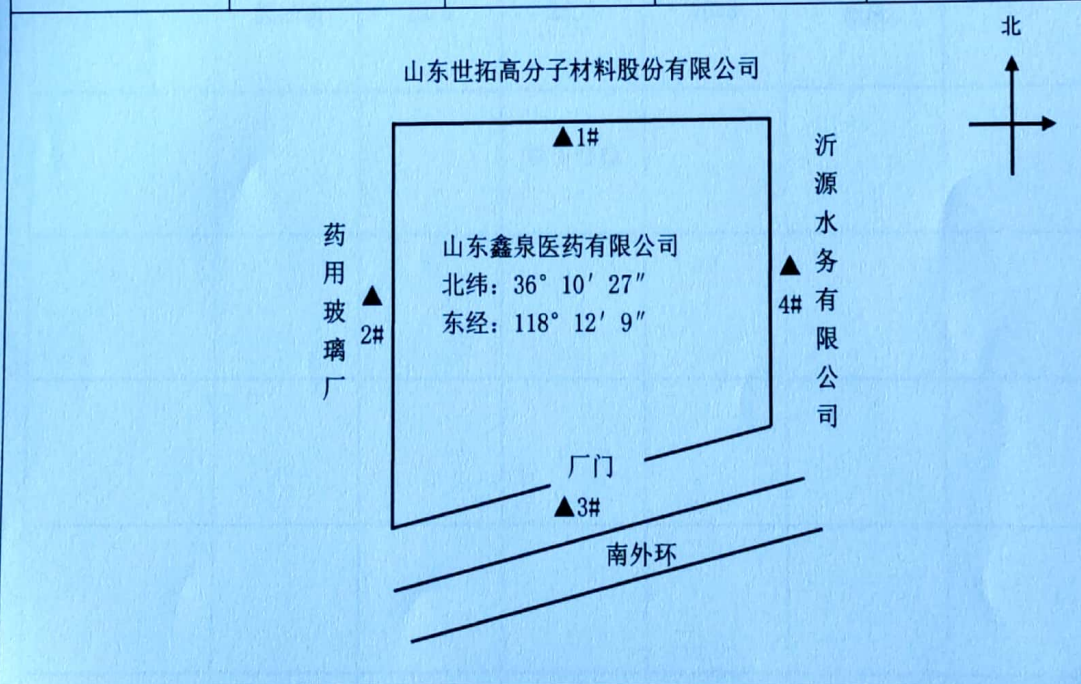 北
山东世拓高分子材料股份有限公司
▲1#
沂源水务有限公司
药用玻璃厂
山东鑫泉医药有限公司
北纬：36° 10′ 27″
东经：118° 12′ 9″
▲
2#
▲
4#
厂门
▲3#
南外环